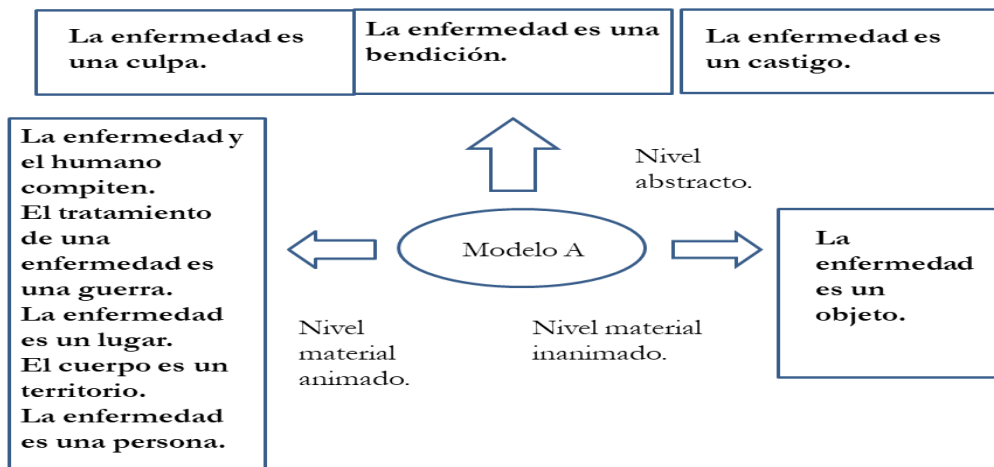 La enfermedad es
una culpa.
La enfermedad es una
bendición.
La enfermedad es
un castigo.
La enfermedad y
el humano
compiten.
El tratamiento
de una
enfermedad es
una guerra.
La enfermedad
es un lugar.
El cuerpo es un
territorio.
La enfermedad
es una persona.
Nivel
abstracto.
Modelo A
Nivel
material
animado.
Nivel material
inanimado.
La
enfermedad
es un
objeto.